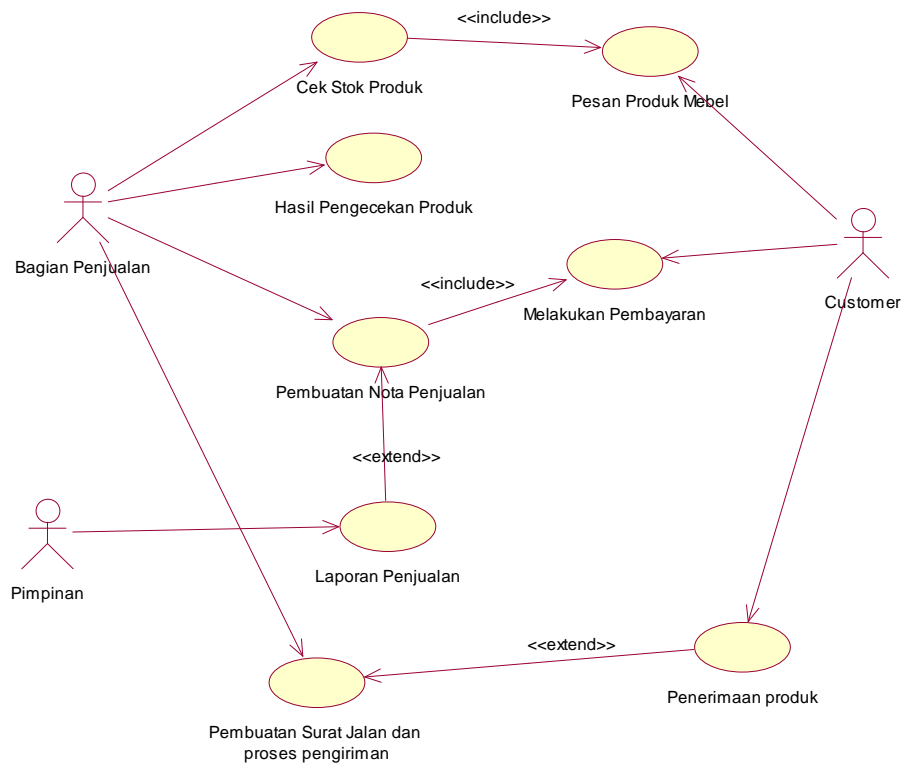 <<include>>
Cek Stok Produk
Pesan Produk Mebel
Hasil Pengecekan Produk
Bagian Penjualan
<<include>>
Customer
Melakukan Pembayaran
Pembuatan Nota Penjualan
<<extend>>
Laporan Penjualan
Pimpinan
<<extend>>
Penerimaan produk
Pembuatan Surat Jalan dan
proses pengiriman